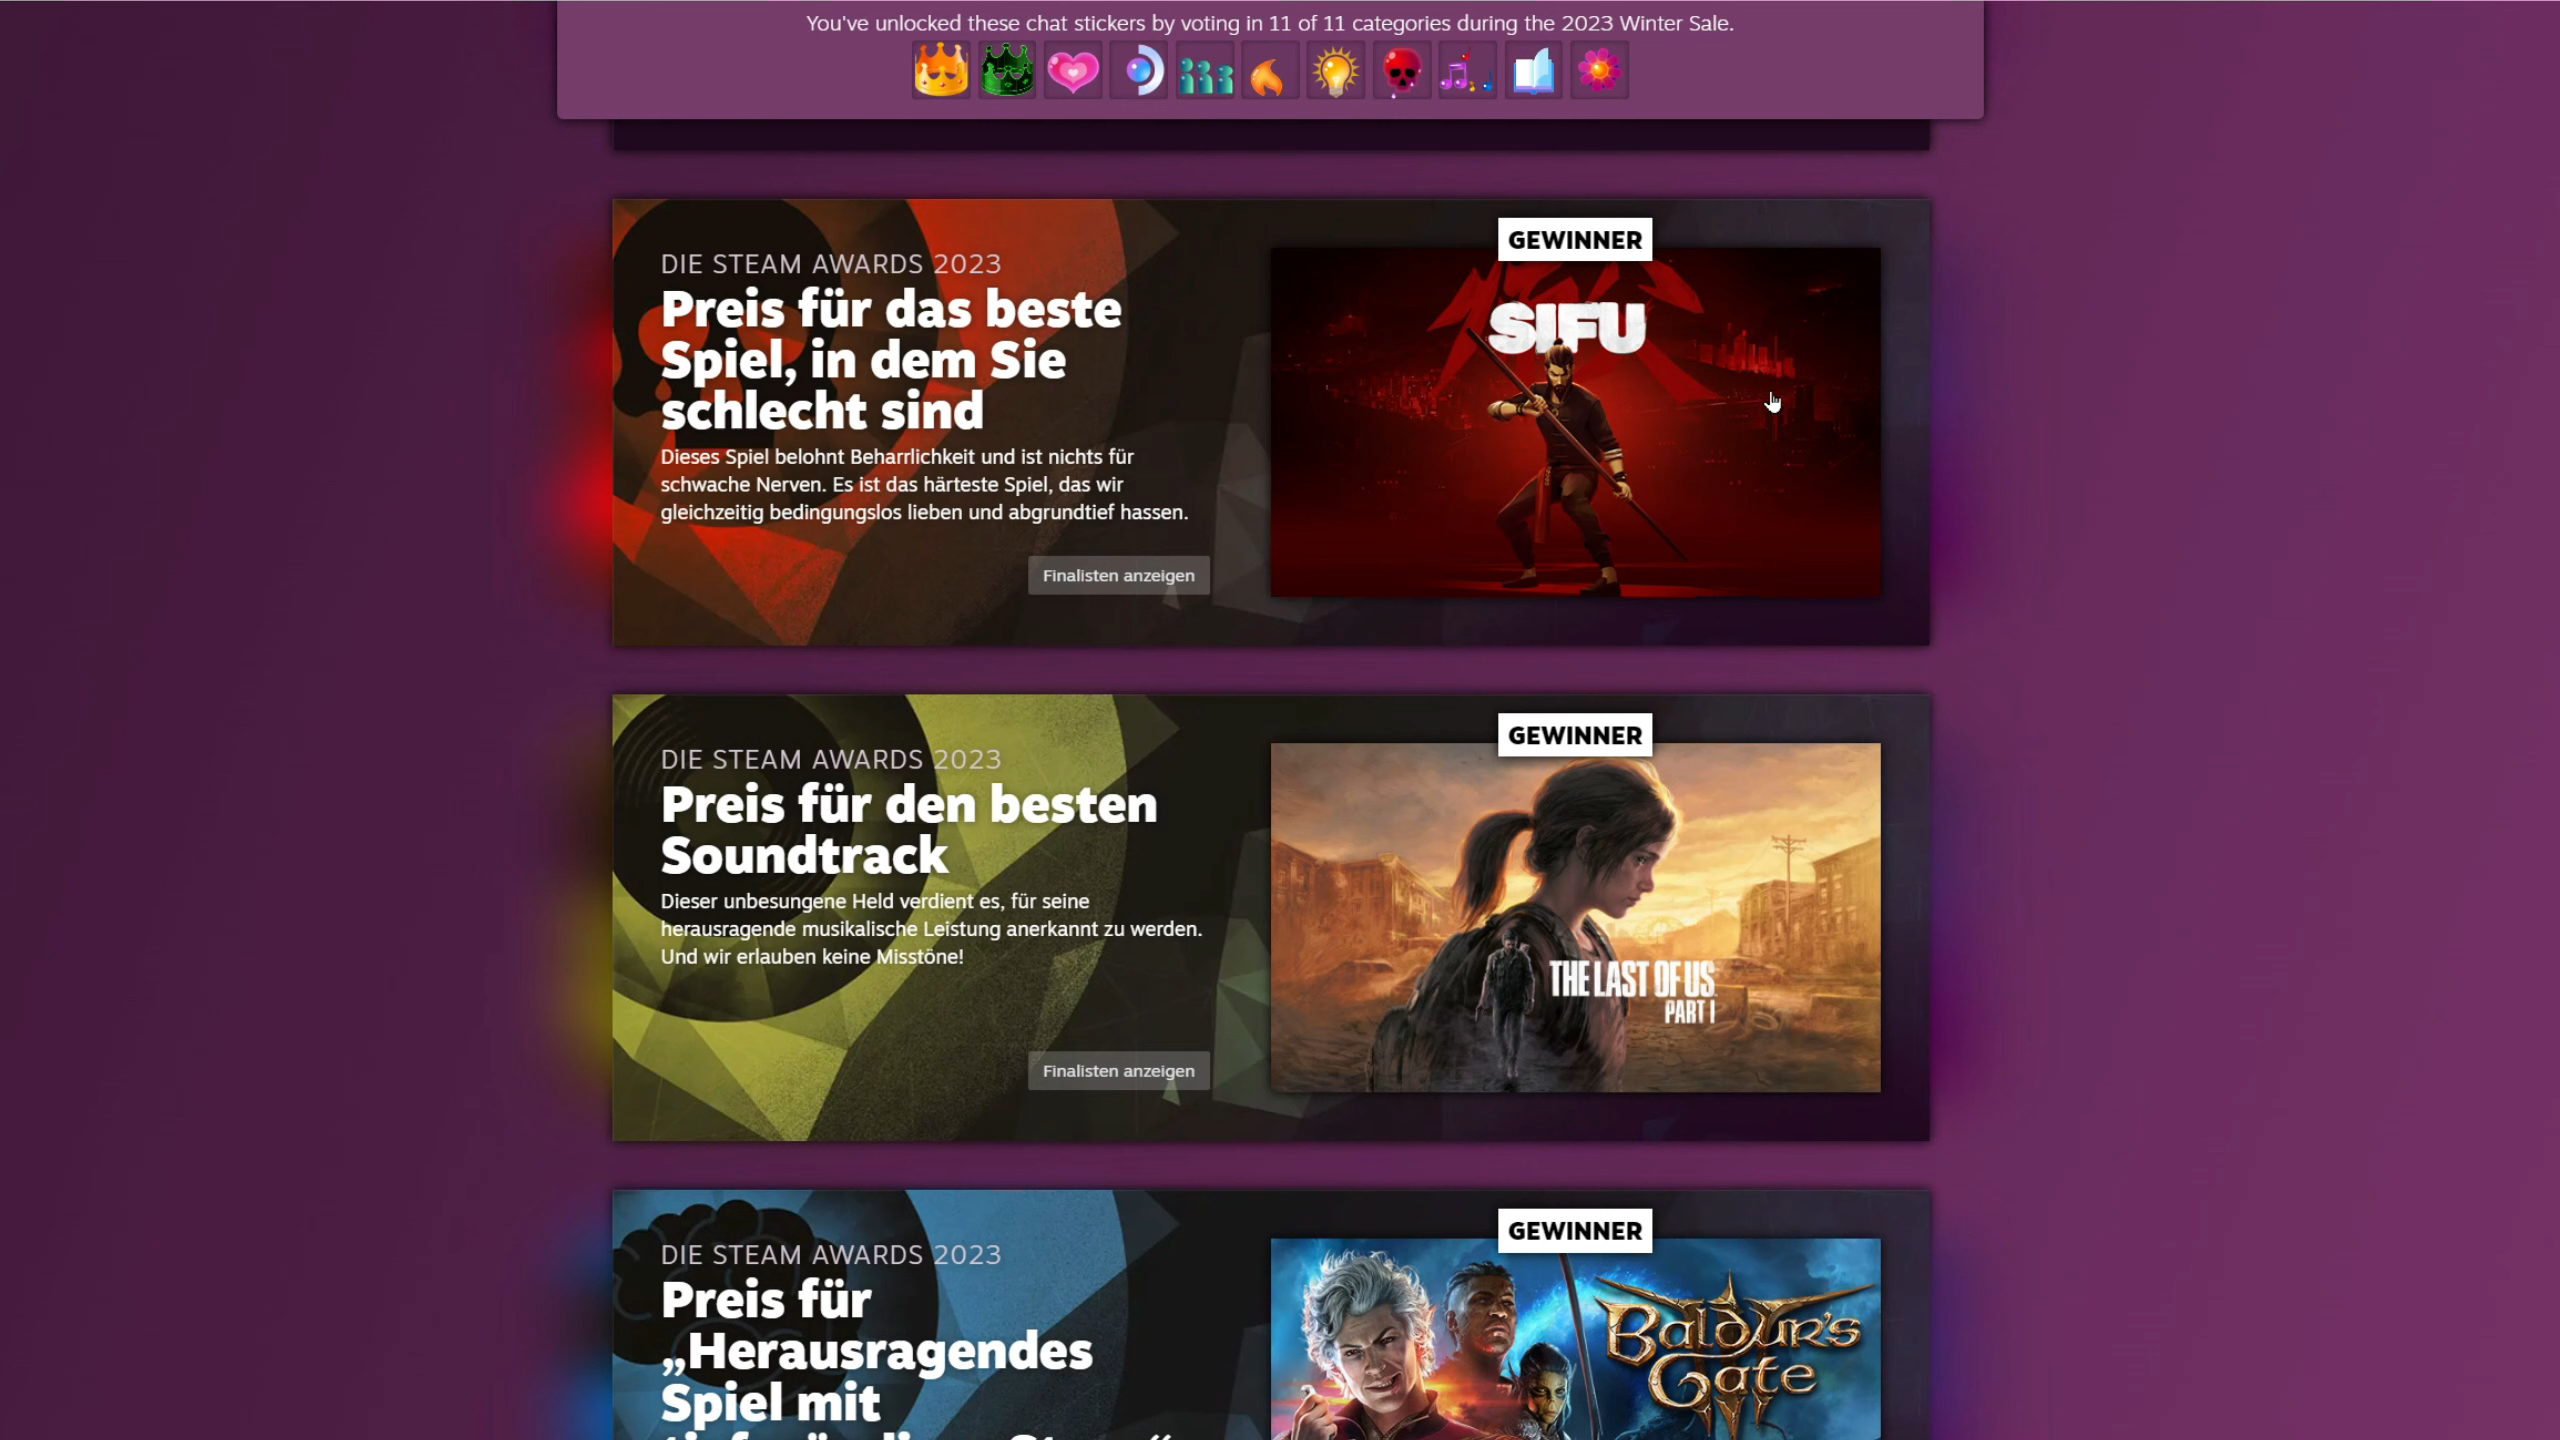 You've unlocked these chat stickers by voting in 11 of 11 categories during the 2023 Winter Sale.
DIE STEAM AWARDS 2023
Preis für das beste
Spiel, in dem Sie
schlecht sind
Dieses Spiel belohnt Beharrlichkeit und ist nichts für
schwache Nerven. Es ist das härteste Spiel, das wir
gleichzeitig bedingungslos lieben und abgrundtief hassen.
Finalisten anzeigen
GEWINNER
SIFU
DIE STEAM AWARDS 2023
Preis für den besten
Soundtrack
Dieser unbesungene Held verdient es, für seine
herausragende musikalische Leistung anerkannt zu werden.
Und wir erlauben keine Misstöne!
Finalisten anzeigen
GEWINNER
THE LAST OF US
PART I
DIE STEAM AWARDS 2023
Preis für
„Herausragendes
Spiel mit
GEWINNER
BALDUR'S
GATE